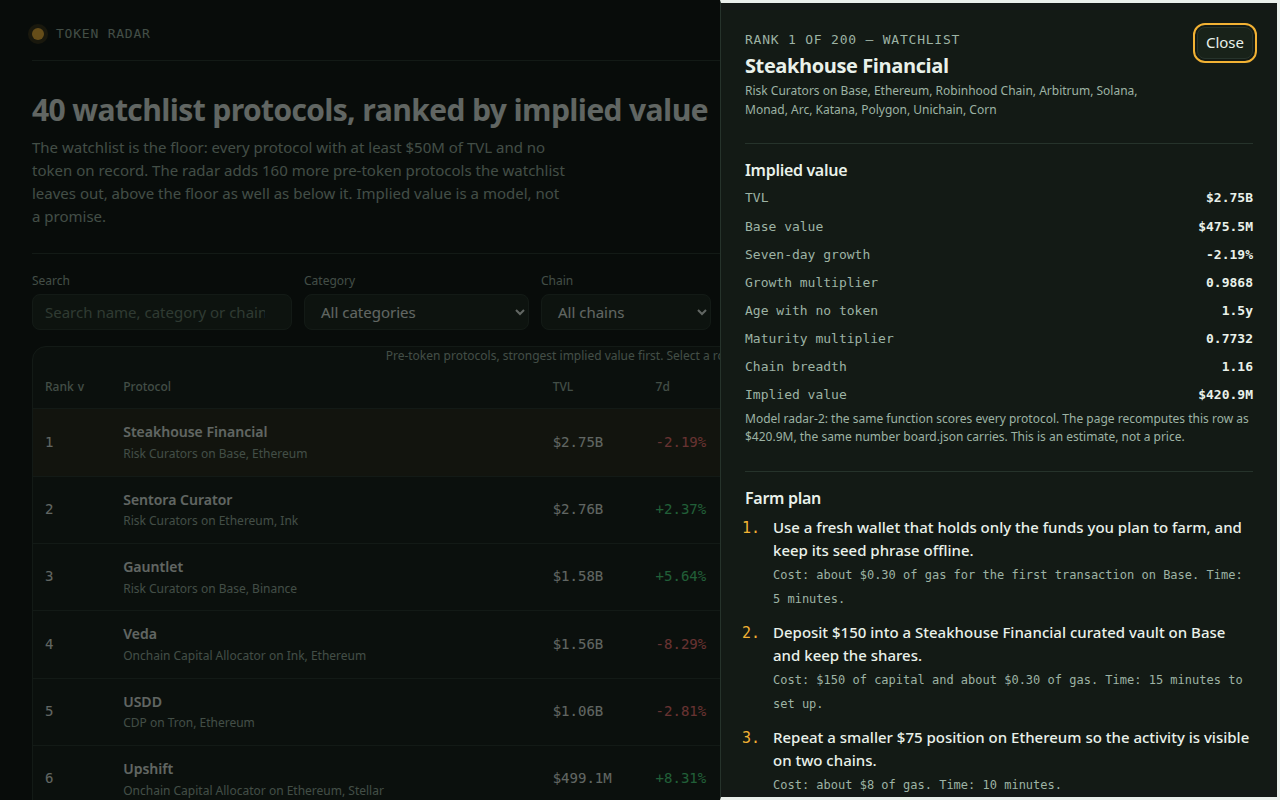 TOKEN RADAR
40 watchlist protocols, ranked by implied value
The watchlist is the floor: every protocol with at least $50M of TVL and no
token on record. The radar adds 160 more pre-token protocols the watchlist
leaves out, above the floor as well as below it. Implied value is a model, not
a promise.
Search
Category
Chain
Search name, category or chain
All categories
All chains
Pre-token protocols, strongest implied value first. Select a ro
Rank v
Protocol
TVL
7d
1
Steakhouse Financial
Risk Curators on Base, Ethereum
$2.75B
-2.19%
2
Sentora Curator
Risk Curators on Ethereum, Ink
$2.76B
+2.37%
3
Gauntlet
Risk Curators on Base, Binance
$1.58B
+5.64%
4
Veda
Onchain Capital Allocator on Ink, Ethereum
$1.56B
-8.29%
5
USDD
CDP on Tron, Ethereum
$1.06B
-2.81%
6
Upshift
Onchain Capital Allocator on Ethereum, Stellar
$499.1M
+8.31%
RANK 1 OF 200 — WATCHLIST
Close
Steakhouse Financial
Risk Curators on Base, Ethereum, Robinhood Chain, Arbitrum, Solana,
Monad, Arc, Katana, Polygon, Unichain, Corn
Implied value
TVL $2.75B
Base value $475.5M
Seven-day growth -2.19%
Growth multiplier 0.9868
Age with no token 1.5y
Maturity multiplier 0.7732
Chain breadth 1.16
Implied value $420.9M
Model radar-2: the same function scores every protocol. The page recomputes this row as
$420.9M, the same number board.json carries. This is an estimate, not a price.
Farm plan
1. Use a fresh wallet that holds only the funds you plan to farm, and
keep its seed phrase offline.
Cost: about $0.30 of gas for the first transaction on Base. Time:
5 minutes.
2. Deposit $150 into a Steakhouse Financial curated vault on Base
and keep the shares.
Cost: $150 of capital and about $0.30 of gas. Time: 15 minutes to
set up.
3. Repeat a smaller $75 position on Ethereum so the activity is visible
on two chains.
Cost: about $8 of gas. Time: 10 minutes.